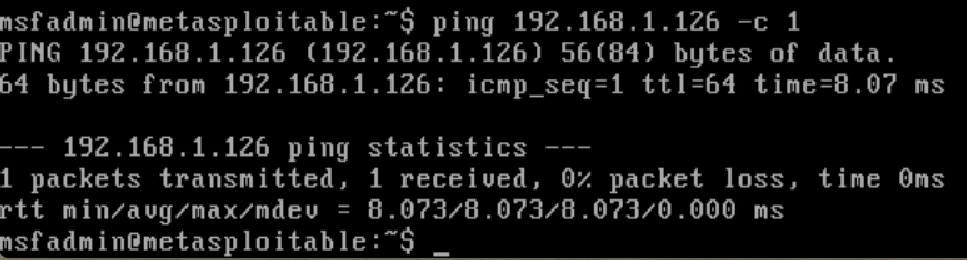 msfadmin@metasploitable:~$ ping 192.168.1.126 -c 1
PING 192.168.1.126 (192.168.1.126) 56(84) bytes of data.
64 bytes from 192.168.1.126: icmp_seq=1 ttl=64 time=8.07 ms

--- 192.168.1.126 ping statistics ---
1 packets transmitted, 1 received, 0% packet loss, time 0ms
rtt min/avg/max/mdev = 8.073/8.073/8.073/0.000 ms
msfadmin@metasploitable:~$ _